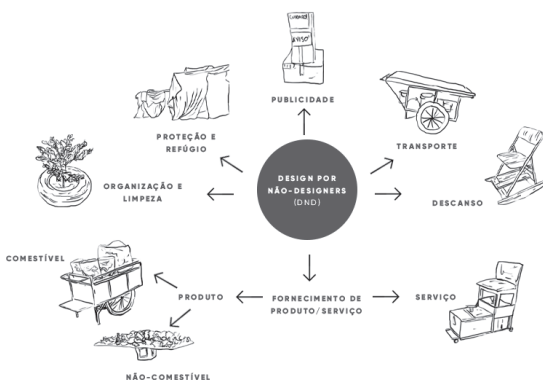 AVISO
PUBLICIDADE
PROTEÇÃO E
REFÚGIO
TRANSPORTE
DESIGN POR
NÃO-DESIGNERS
(DND)
ORGANIZAÇÃO E
LIMPEZA
DESCANSO
COMESTÍVEL
PRODUTO
FORNECIMENTO DE
PRODUTO/SERVIÇO
SERVIÇO
NÃO-COMESTÍVEL